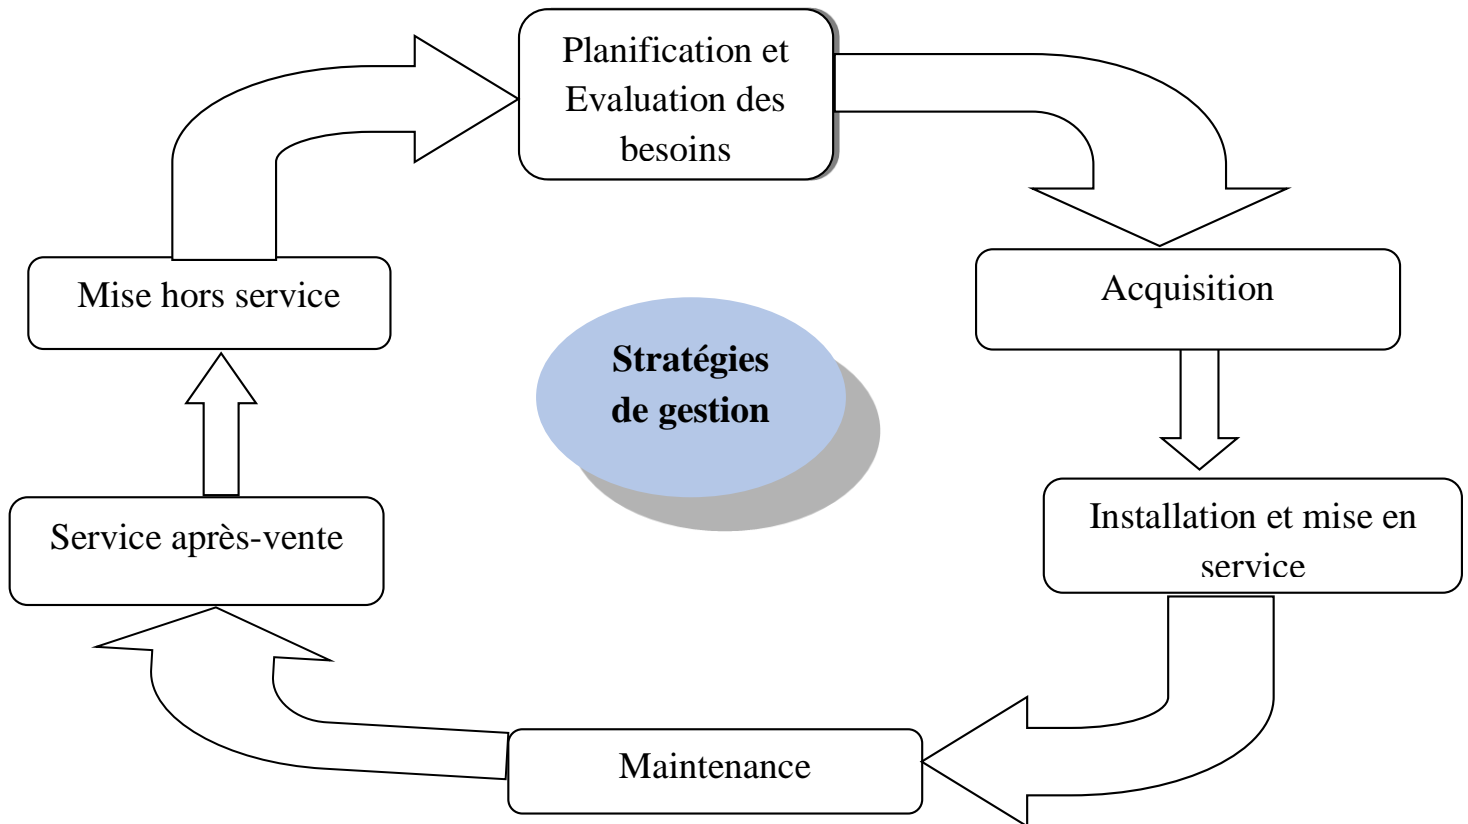 Planification et
Evaluation des
besoins
Acquisition
Installation et mise en
service
Maintenance
Service après-vente
Mise hors service
Stratégies
de gestion